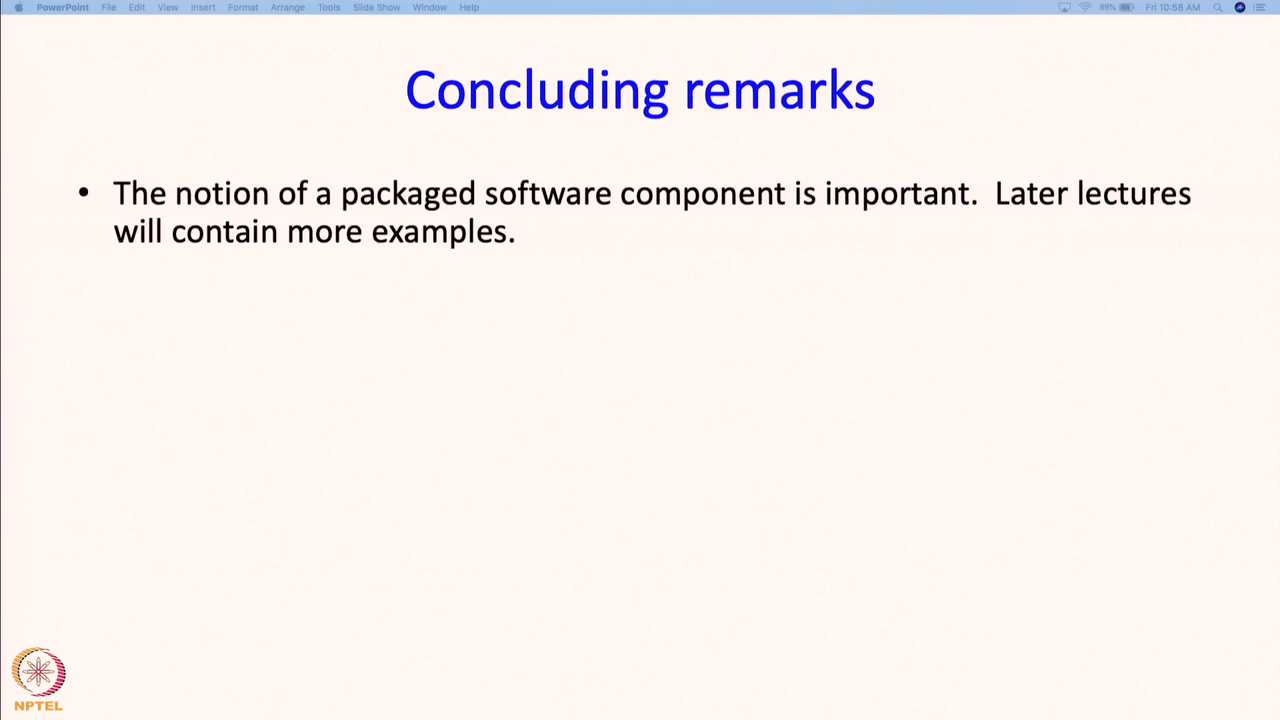 PowerPoint File Edit View Insert Format Arrange Tools Slide Show Window Help 89% Fri 10:58 AM
Concluding remarks
• The notion of a packaged software component is important. Later lectures
will contain more examples.
NPTEL